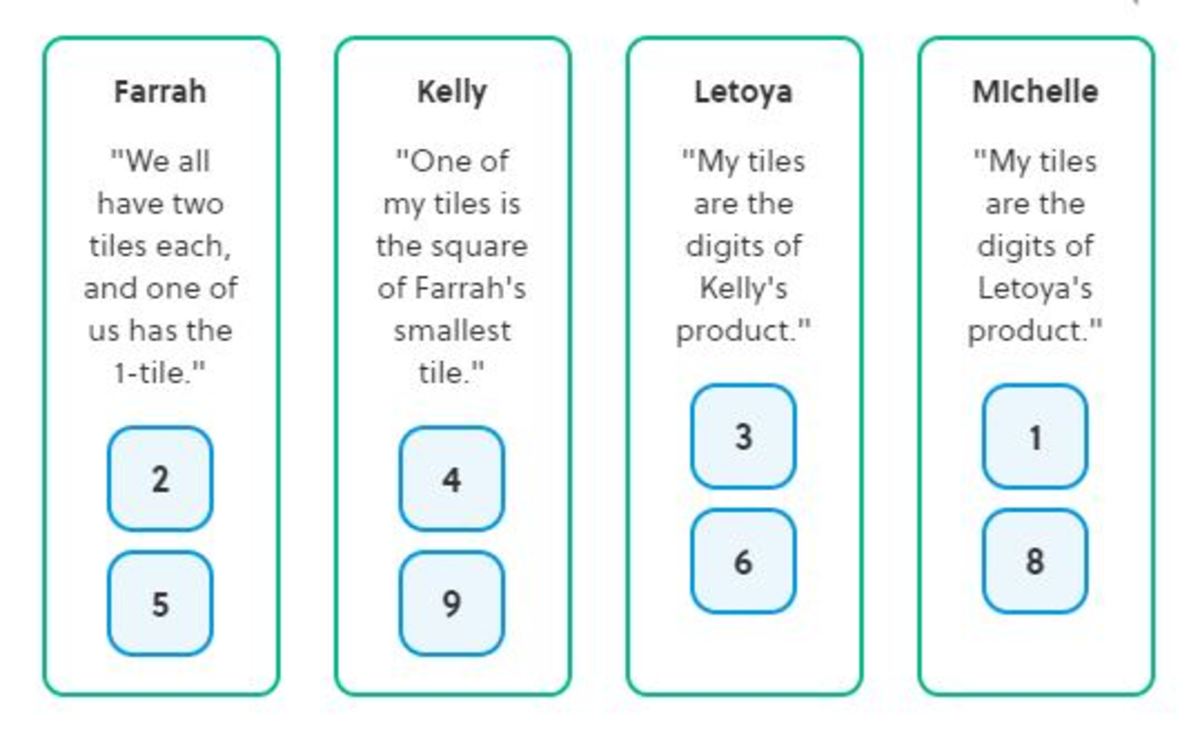 Farrah
"We all
have two
tiles each,
and one of
us has the
1-tile."
2
5
Kelly
"One of
my tiles is
the square
of Farrah's
smallest
tile."
4
9
Letoya
"My tiles
are the
digits of
Kelly's
product."
3
6
MIchelle
"My tiles
are the
digits of
Letoya's
product."
1
8